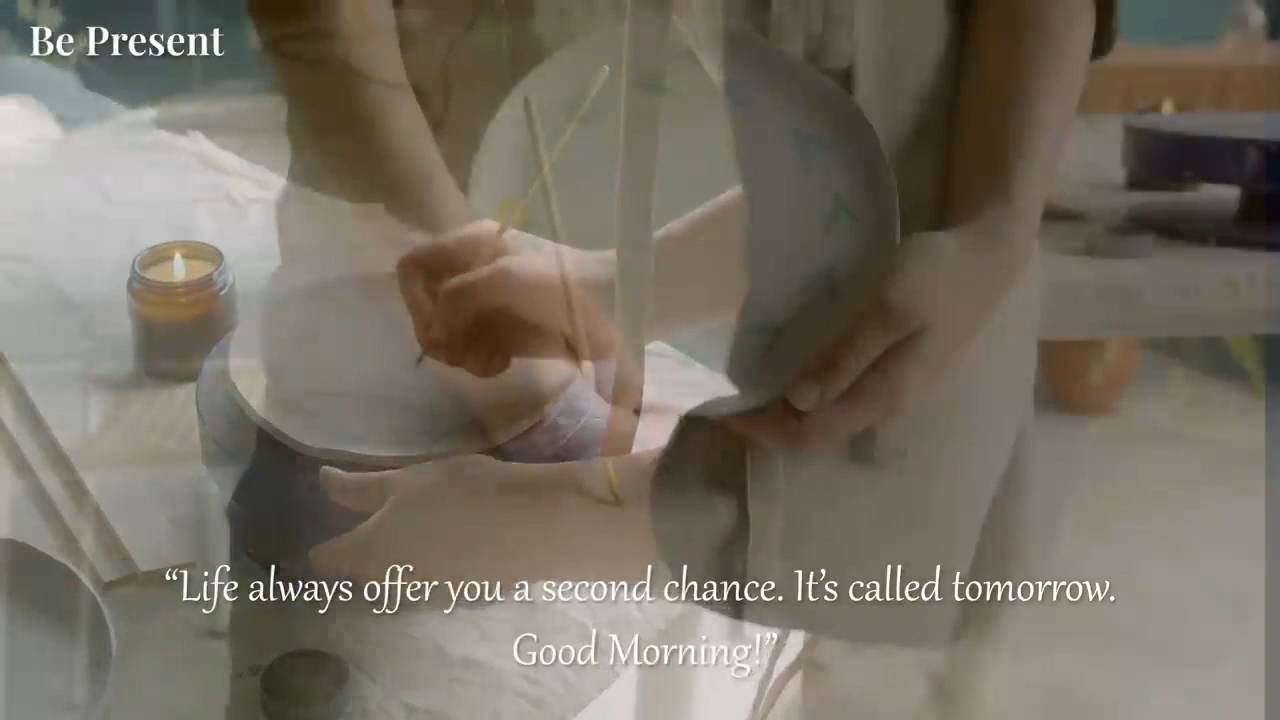 Be Present
“Life always offer you a second chance. It’s called tomorrow.
Good Morning!”